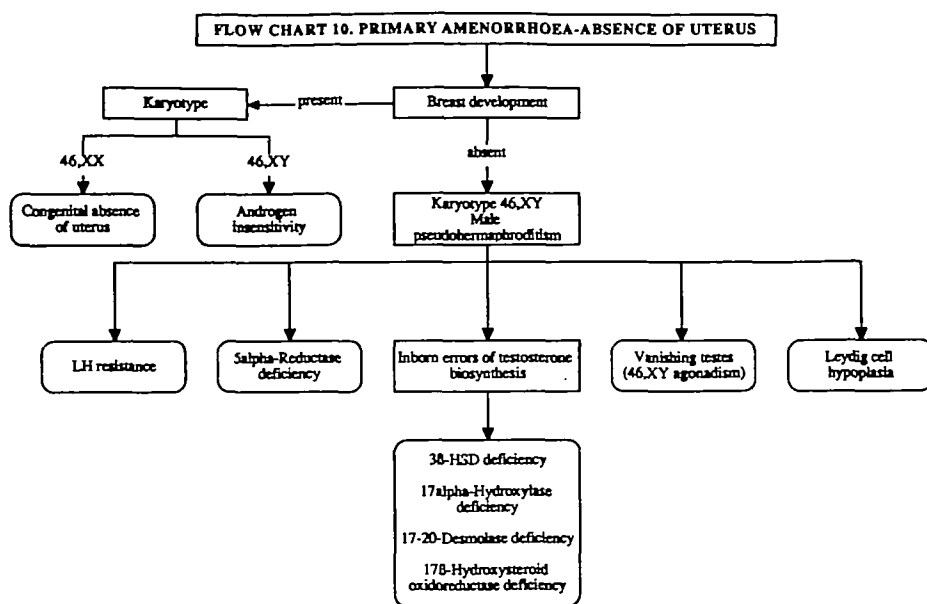 FLOW CHART 10. PRIMARY AMENORRHOEA-ABSENCE OF UTERUS
Karyotype
present
Breast development
46,XX
46,XY
absent
Congenital absence
of uterus
Androgen
insensitivity
Karyotype 46,XY
Male
pseudohermaphroditism
LH resistance
5alpha-Reductase
deficiency
Inborn errors of testosterone
biosynthesis
Vanishing testes
(46,XY agonadism)
Leydig cell
hypoplasia
3ß-HSD deficiency
17alpha-Hydroxylase
deficiency
17-20-Desmolase deficiency
17ß-Hydroxysteroid
oxidoreductase deficiency